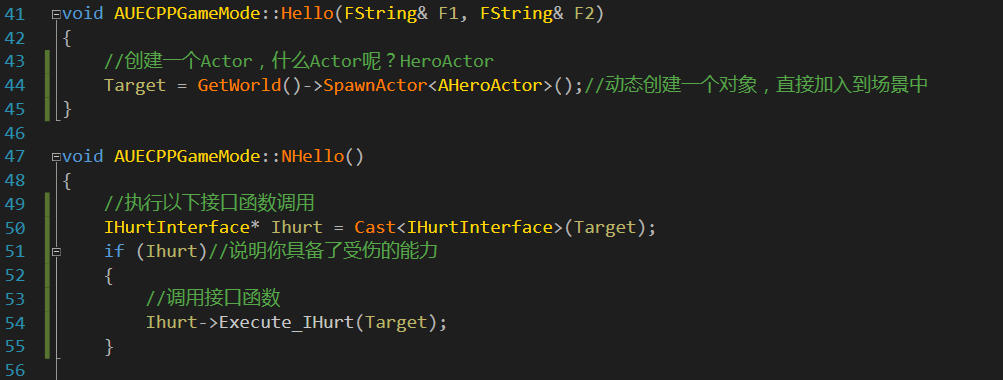 41 void AUECPPGameMode::Hello(FString& F1, FString& F2)
42 {
43 //创建一个Actor，什么Actor呢？HeroActor
44 Target = GetWorld()->SpawnActor<AHeroActor>();//动态创建一个对象，直接加入到场景中
45 }
46
47 void AUECPPGameMode::NHello()
48 {
49 //执行以下接口函数调用
50 IHurtInterface* Ihurt = Cast<IHurtInterface>(Target);
51 if (Ihurt)//说明你具备了受伤的能力
52 {
53 //调用接口函数
54 Ihurt->Execute_IHurt(Target);
55 }
56